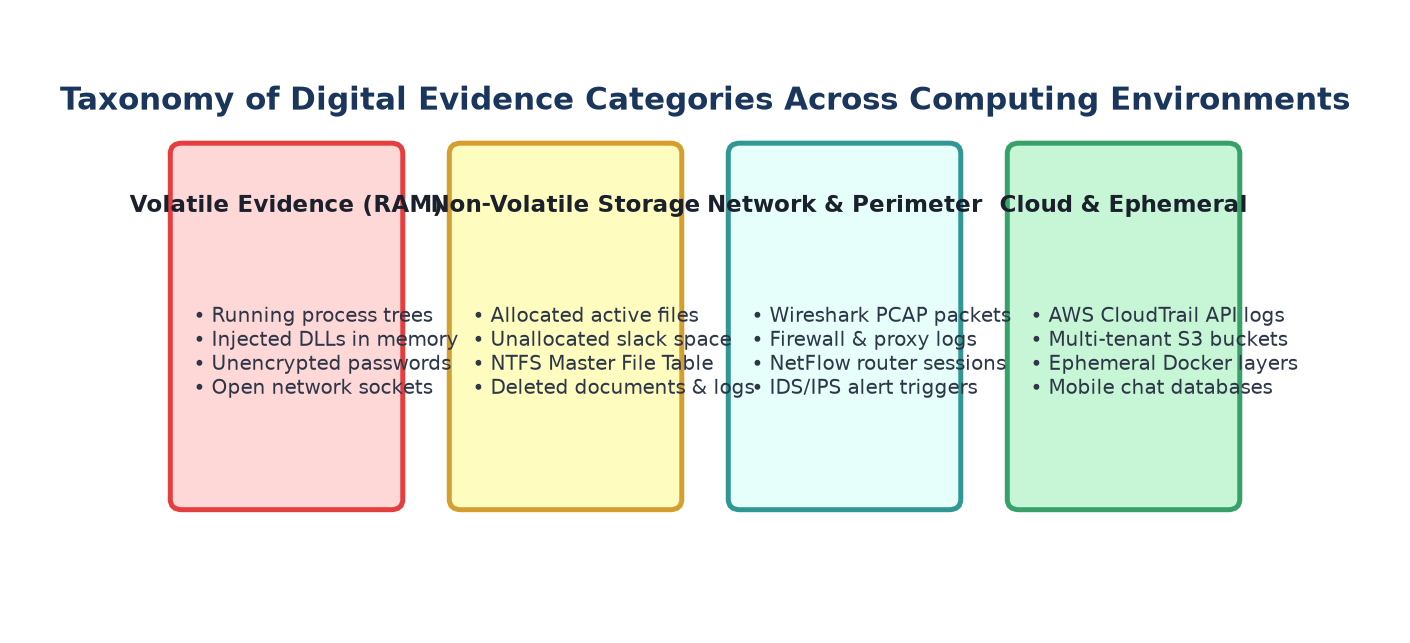 Taxonomy of Digital Evidence Categories Across Computing Environments
Volatile Evidence (RAM)
• Running process trees
• Injected DLLs in memory
• Unencrypted passwords
• Open network sockets
Non-Volatile Storage
• Allocated active files
• Unallocated slack space
• NTFS Master File Table
• Deleted documents & logs
Network & Perimeter
• Wireshark PCAP packets
• Firewall & proxy logs
• NetFlow router sessions
• IDS/IPS alert triggers
Cloud & Ephemeral
• AWS CloudTrail API logs
• Multi-tenant S3 buckets
• Ephemeral Docker layers
• Mobile chat databases